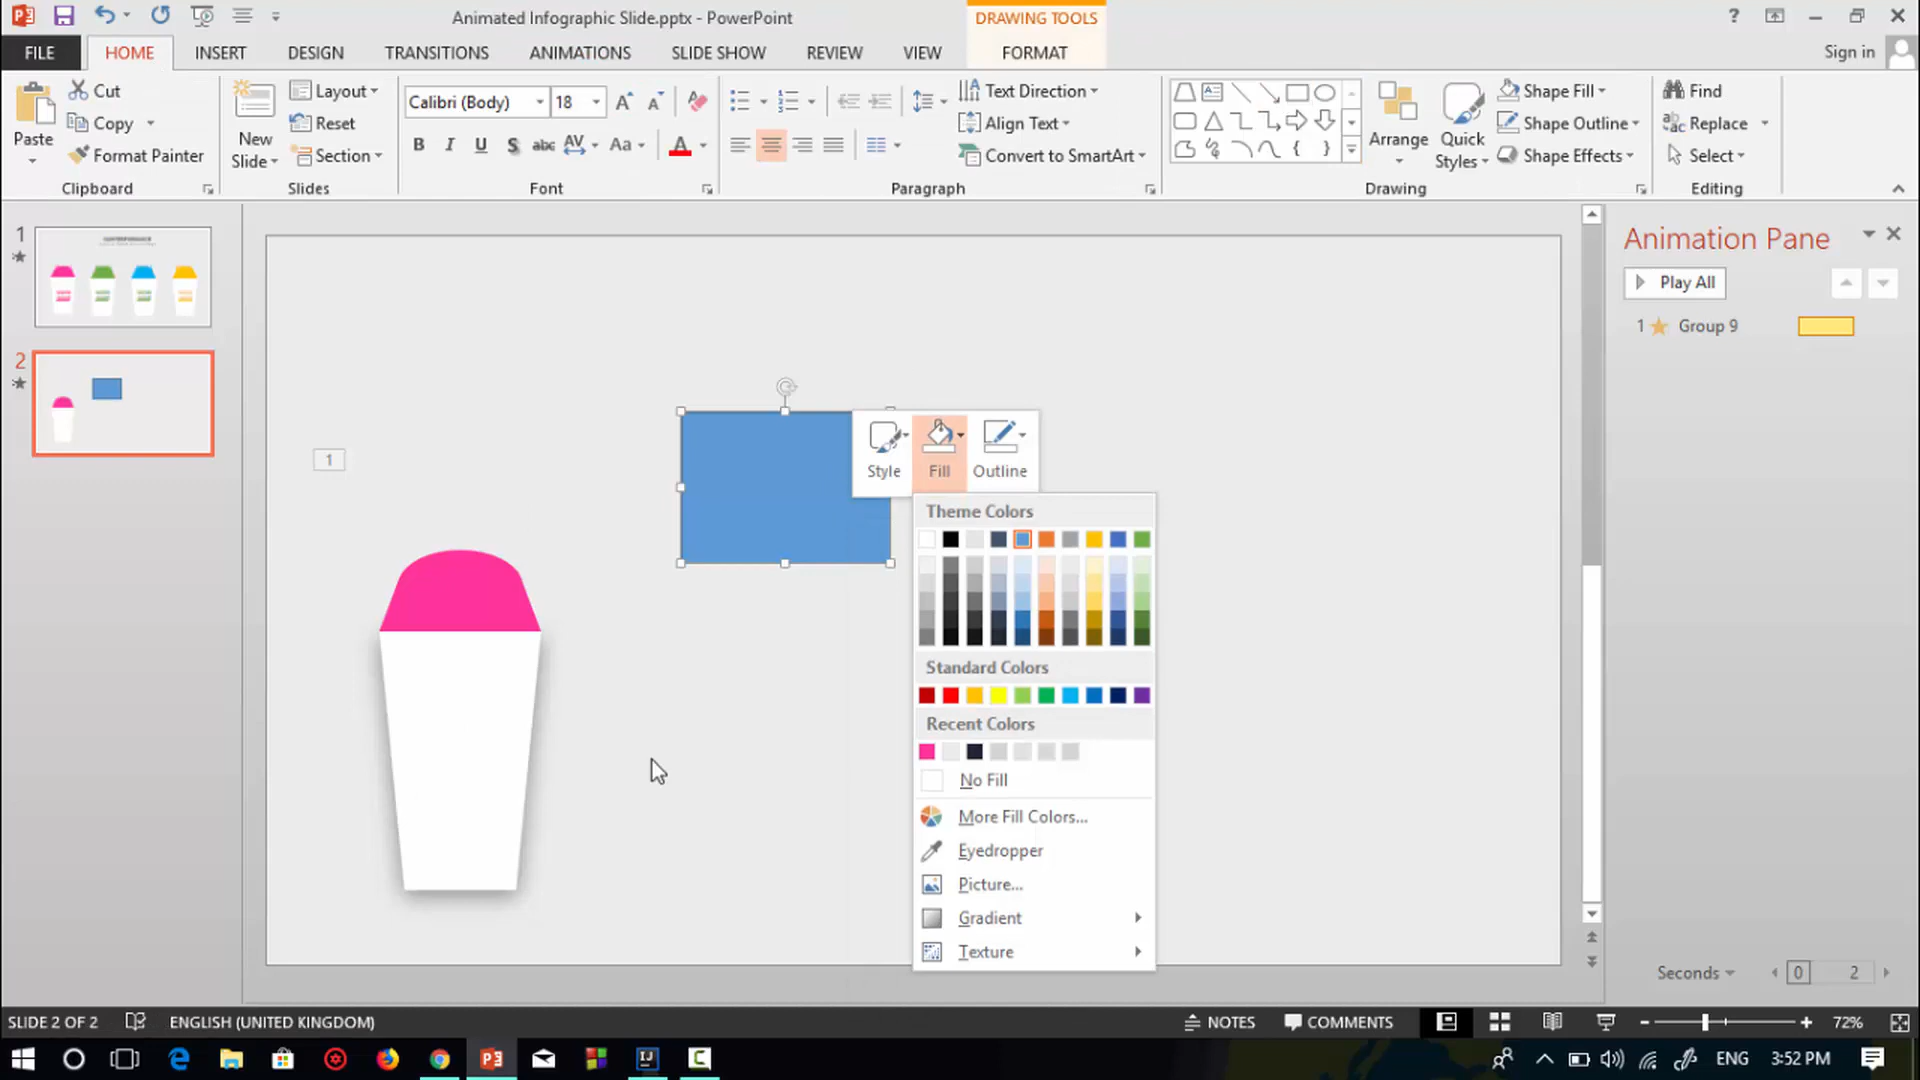 Animated Infographic Slide.pptx - PowerPoint
DRAWING TOOLS
?
FILE
HOME
INSERT
DESIGN
TRANSITIONS
ANIMATIONS
SLIDE SHOW
REVIEW
VIEW
FORMAT
Sign in
Paste
Cut
Copy
Format Painter
Clipboard
New
Slide
Layout
Reset
Section
Slides
Calibri (Body)
18
B I U S abc AV Aa A
Font
Text Direction
Align Text
Convert to SmartArt
Paragraph
Arrange
Quick
Styles
Shape Fill
Shape Outline
Shape Effects
Drawing
Find
Replace
Select
Editing
1
2
1
Style
Fill
Outline
Theme Colors
Standard Colors
Recent Colors
No Fill
More Fill Colors...
Eyedropper
Picture...
Gradient
Texture
Animation Pane
Play All
1 Group 9
Seconds
0 2
SLIDE 2 OF 2
ENGLISH (UNITED KINGDOM)
NOTES
COMMENTS
72%
ENG
3:52 PM